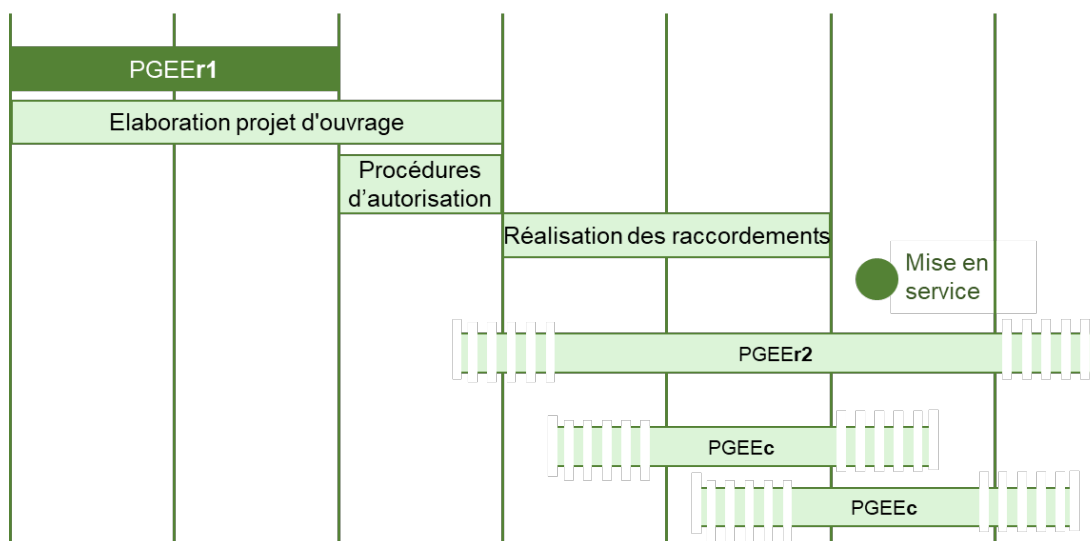 PGEEr1
Elaboration projet d'ouvrage
Procédures
d’autorisation
Réalisation des raccordements
Mise en
service
PGEEr2
PGEEc
PGEEc